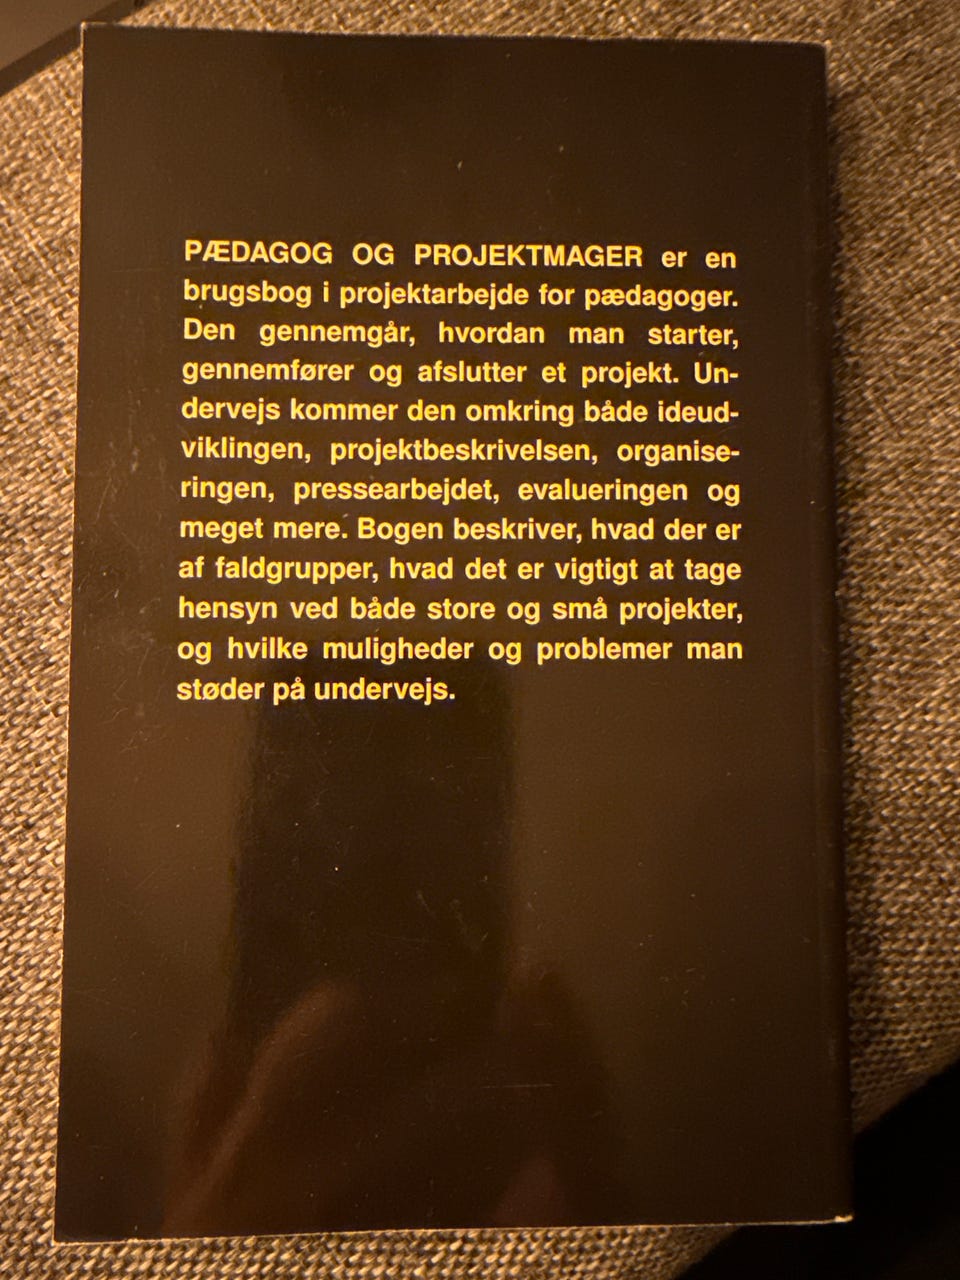 PÆDAGOG OG PROJEKTMAGER er en
brugsbog i projektarbejde for pædagoger.
Den gennemgår, hvordan man starter,
gennemfører og afslutter et projekt. Un-
dervejs kommer den omkring både ideud-
viklingen, projektbeskrivelsen, organise-
ringen, pressearbejdet, evalueringen og
meget mere. Bogen beskriver, hvad der er
af faldgrupper, hvad det er vigtigt at tage
hensyn ved både store og små projekter,
og hvilke muligheder og problemer man
støder på undervejs.